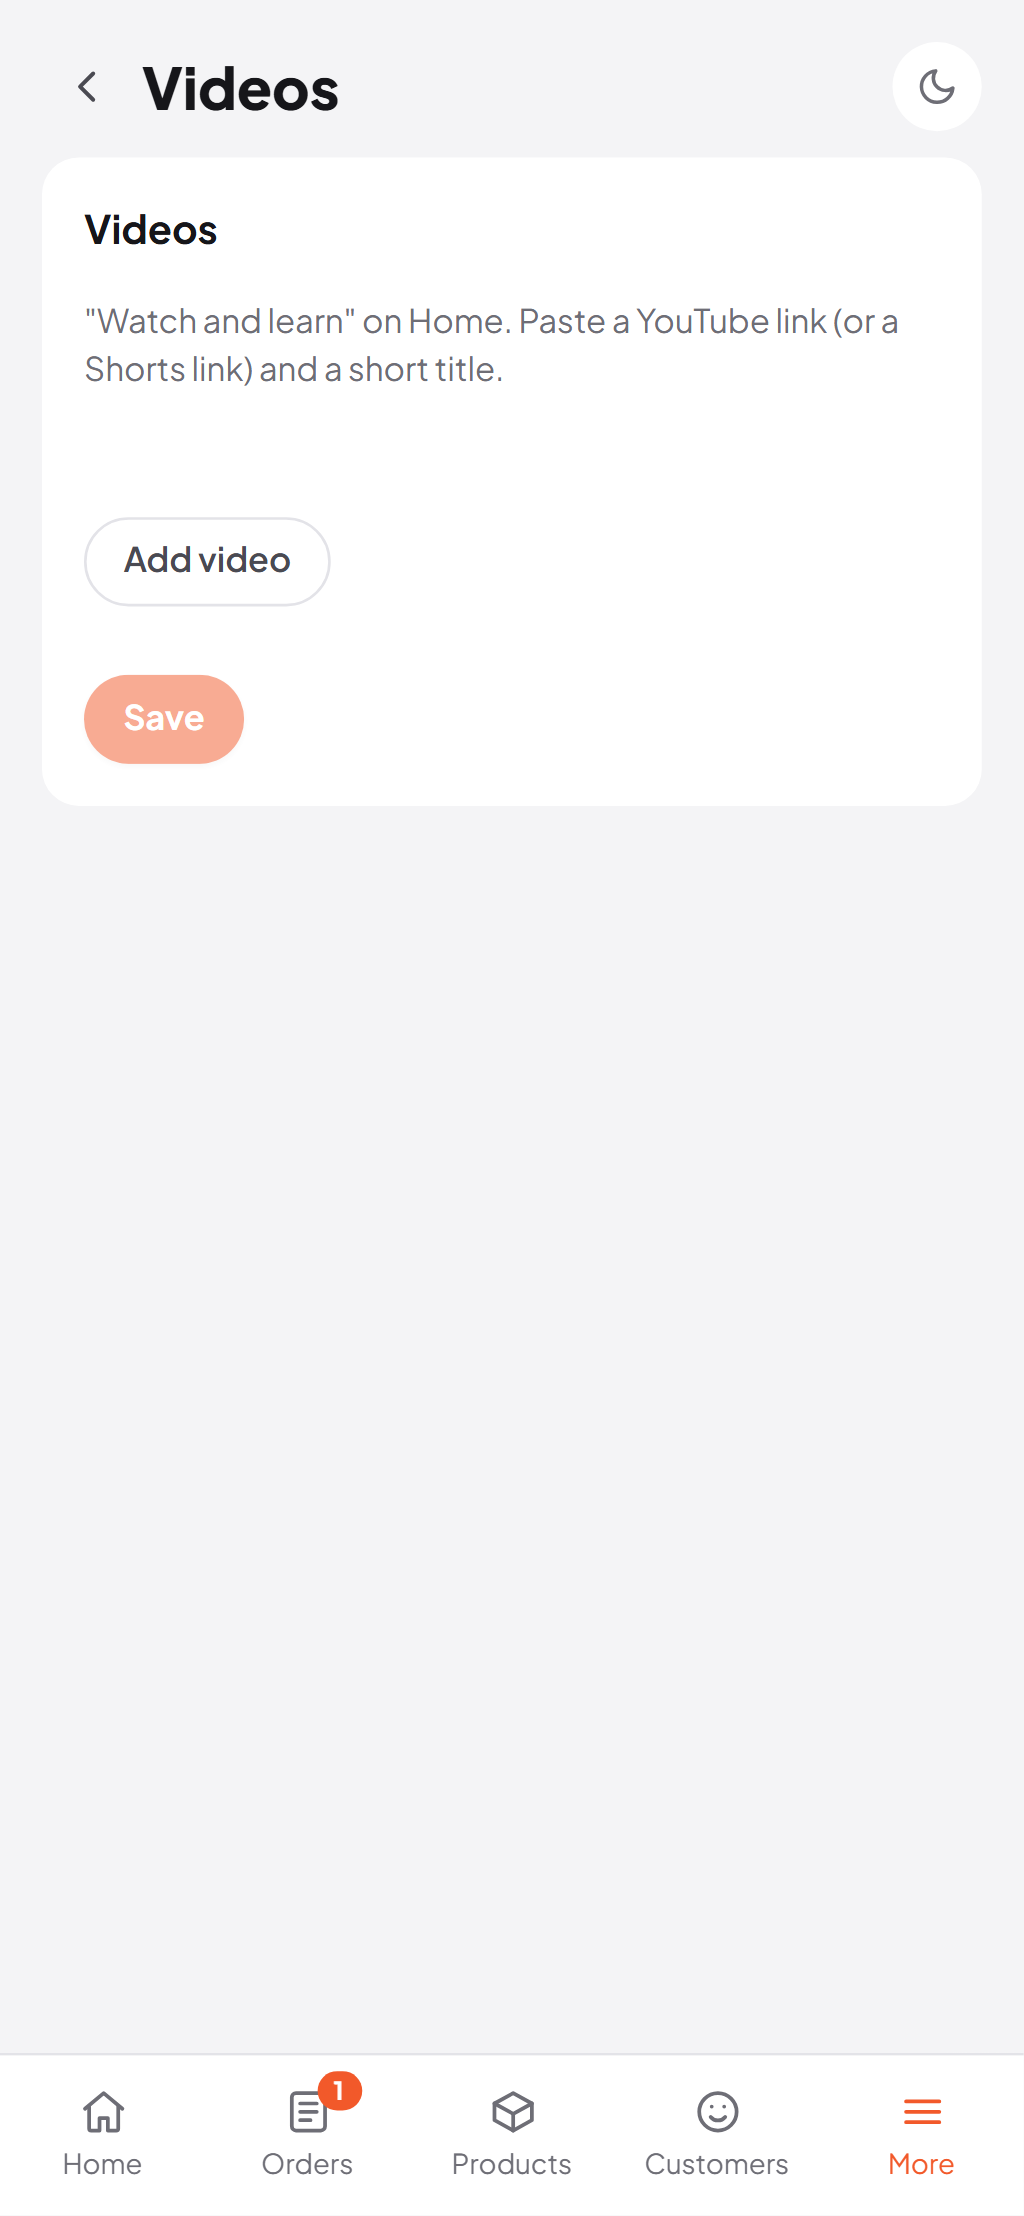 Videos
Videos
"Watch and learn" on Home. Paste a YouTube link (or a
Shorts link) and a short title.
Add video
Save
1
Home
Orders
Products
Customers
More